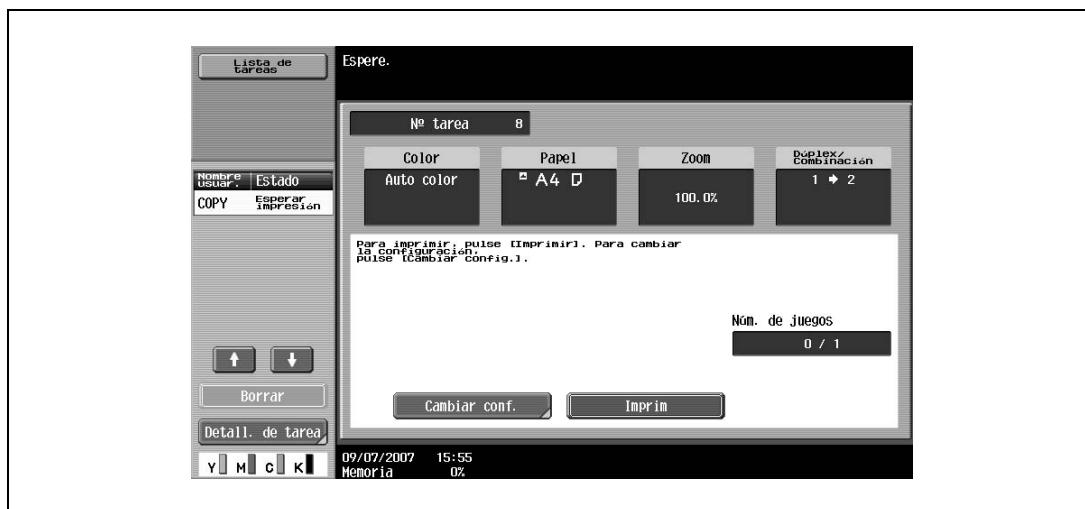 Lista de
tareas
Espere.
Nº tarea 8
Color
Papel
Zoom
Dúplex/
Combinación
Auto color
A4
100.0%
1 → 2
Nombre
usuar.
Estado
COPY
Esperar
impresión
Para imprimir, pulse [Imprimir]. Para cambiar
la configuración,
pulse [Cambiar config.].
Núm. de juegos
0 / 1
Borrar
Cambiar conf.
Imprim
Detall. de tarea
Y M C K
09/07/2007 15:55
Memoria 0%